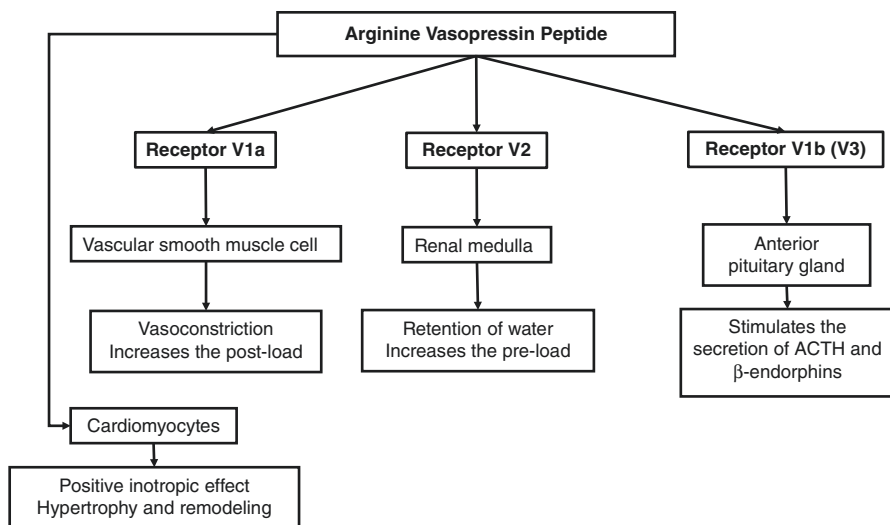 Arginine Vasopressin Peptide
Receptor V1a
Receptor V2
Receptor V1b (V3)
Vascular smooth muscle cell
Renal medulla
Anterior
pituitary gland
Vasoconstriction
Increases the post-load
Retention of water
Increases the pre-load
Stimulates the
secretion of ACTH and
β-endorphins
Cardiomyocytes
Positive inotropic effect
Hypertrophy and remodeling